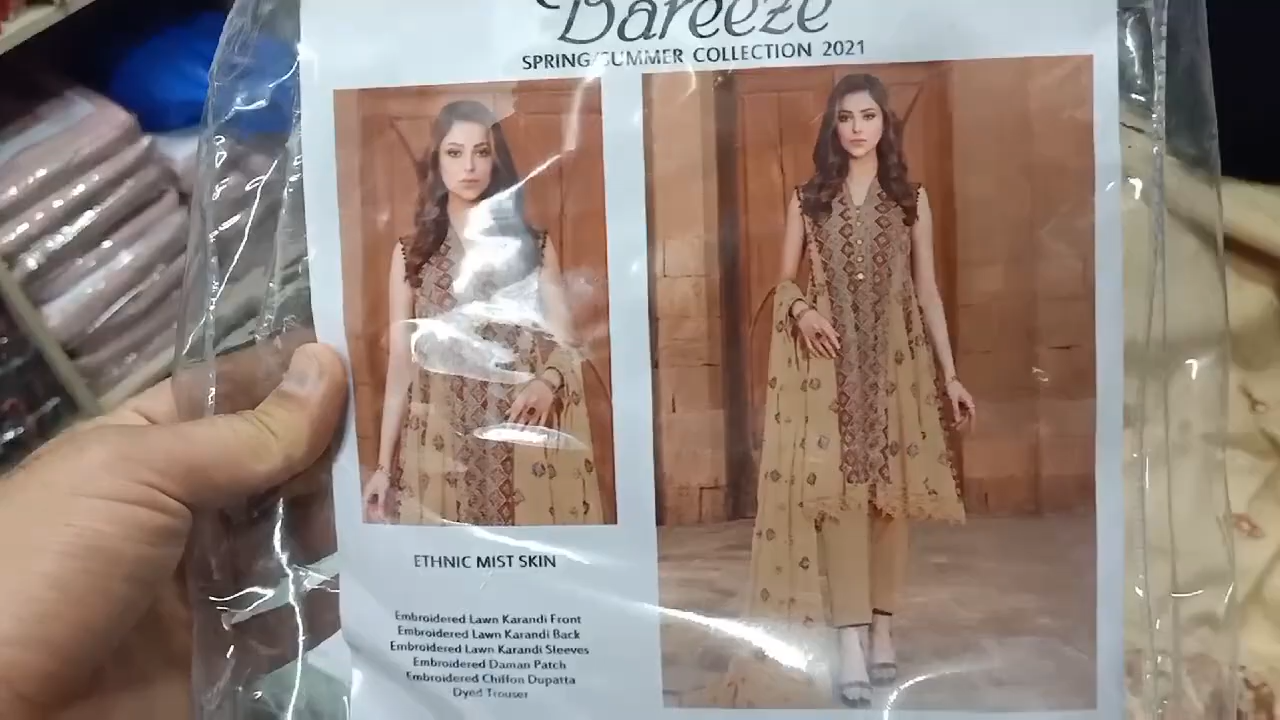 Bareeze
SPRING/SUMMER COLLECTION 2021
ETHNIC MIST SKIN
Embroidered Lawn Karandi Front
Embroidered Lawn Karandi Back
Embroidered Lawn Karandi Sleeves
Embroidered Daman Patch
Embroidered Chiffon Dupatta
Dyed Trouser